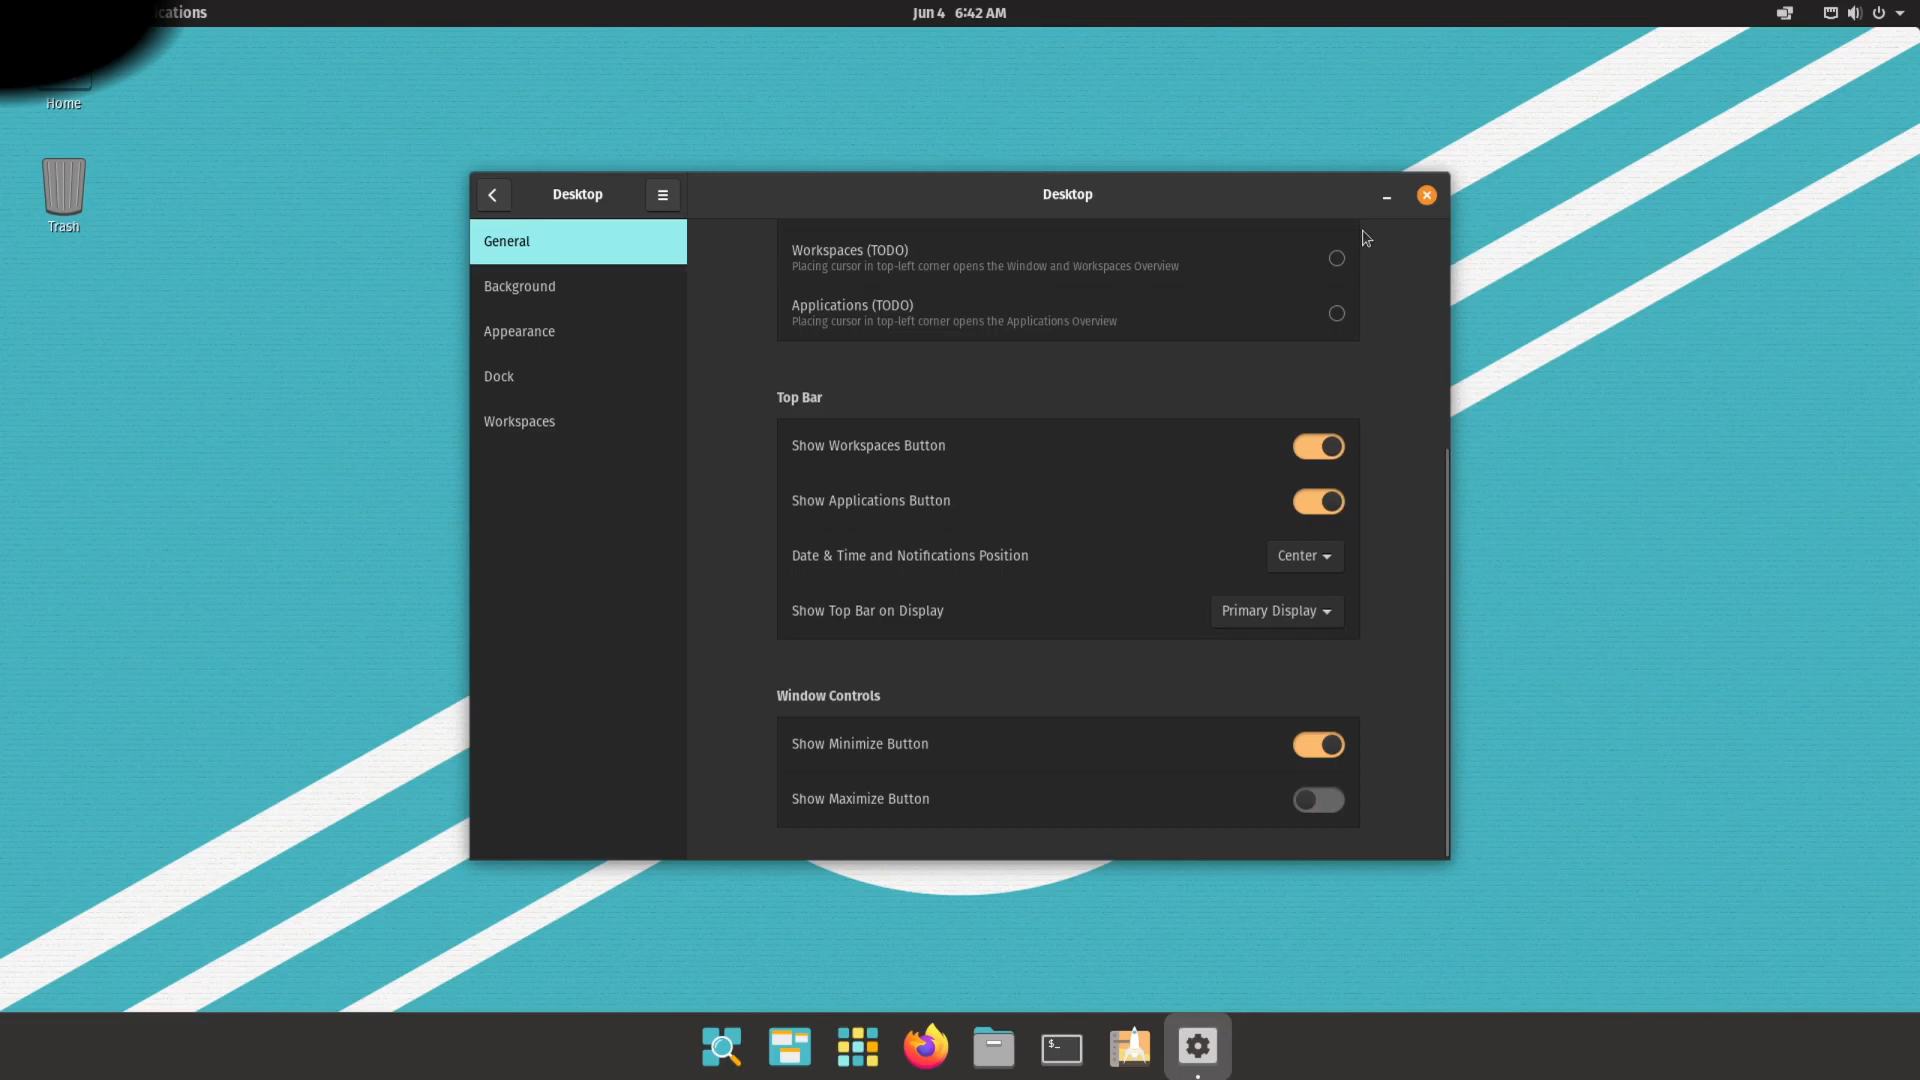 Jun 4 6:42 AM
Home
Trash
Desktop
Desktop
General
Background
Appearance
Dock
Workspaces
Workspaces (TODO)
Placing cursor in top-left corner opens the Window and Workspaces Overview
Applications (TODO)
Placing cursor in top-left corner opens the Applications Overview
Top Bar
Show Workspaces Button
Show Applications Button
Date & Time and Notifications Position
Center
Show Top Bar on Display
Primary Display
Window Controls
Show Minimize Button
Show Maximize Button
$_